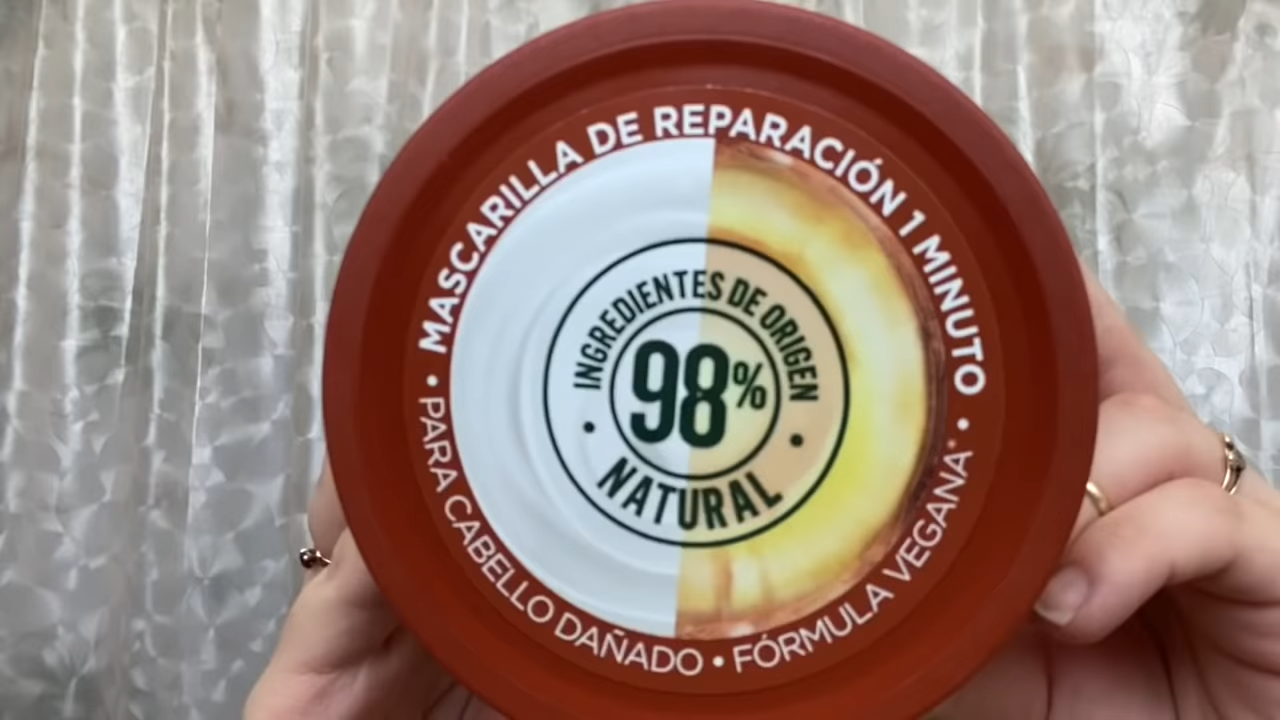 MASCARILLA DE REPARACIÓN 1 MINUTO
• PARA CABELLO DAÑADO • FÓRMULA VEGANA* •
INGREDIENTES DE ORIGEN
98%
• NATURAL •